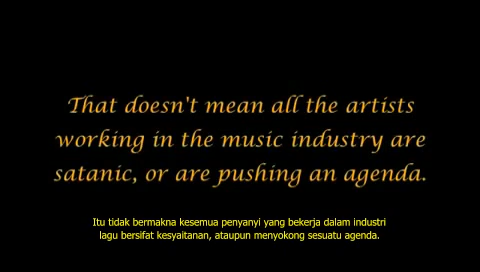 That doesn't mean all the artists
working in the music industry are
satanic, or are pushing an agenda.
Itu tidak bermakna kesemua penyanyi yang bekerja dalam industri
lagu bersifat kesyaitanan, ataupun menyokong sesuatu agenda.